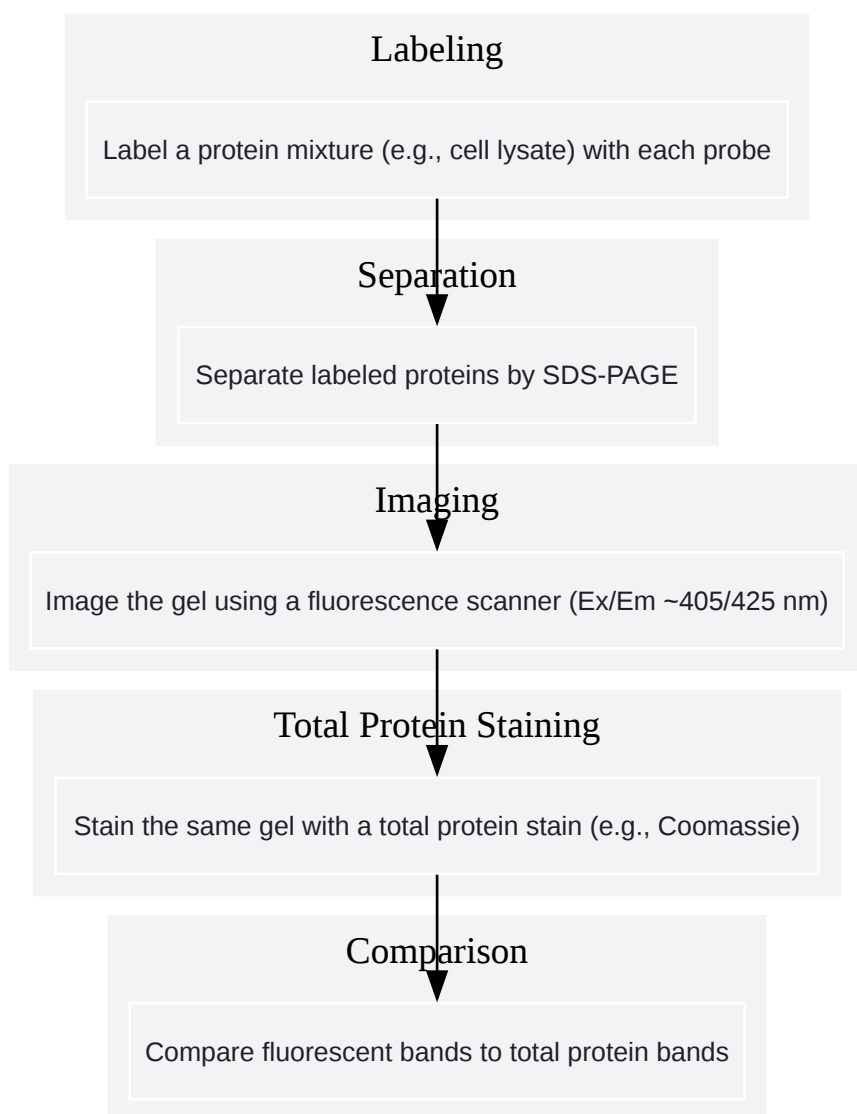 Labeling
Label a protein mixture (e.g., cell lysate) with each probe
Separation
Separate labeled proteins by SDS-PAGE
Imaging
Image the gel using a fluorescence scanner (Ex/Em ~405/425 nm)
Total Protein Staining
Stain the same gel with a total protein stain (e.g., Coomassie)
Comparison
Compare fluorescent bands to total protein bands